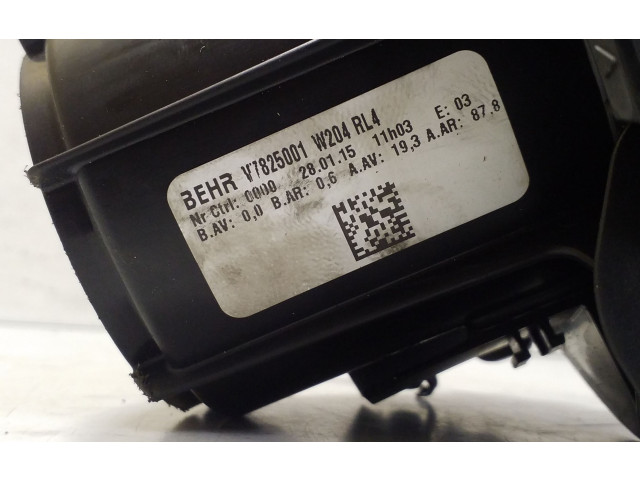 BEHR V7825001 W204 RL4
Nr Ctrl: 0000 28.01.15 11h03 E: 03
B.AV: 0,0 B.AR: 0,6 A.AV: 19,3 A.AR: 87,8